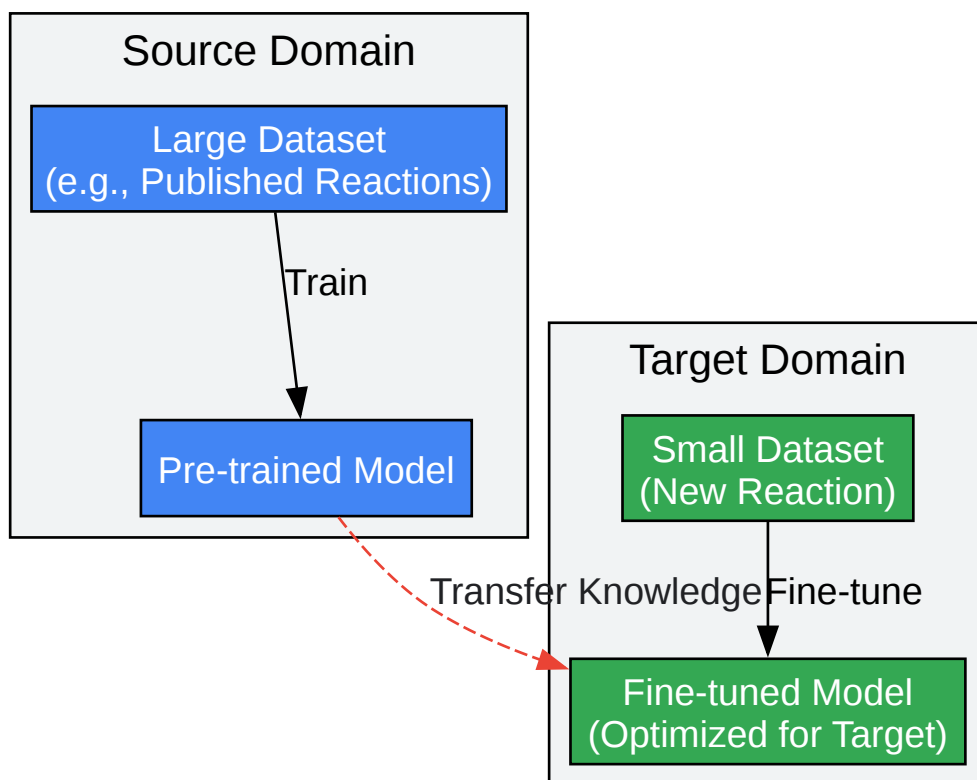 Source Domain
Large Dataset
(e.g., Published Reactions)
Train
Pre-trained Model
Target Domain
Small Dataset
(New Reaction)
Transfer Knowledge
Fine-tune
Fine-tuned Model
(Optimized for Target)